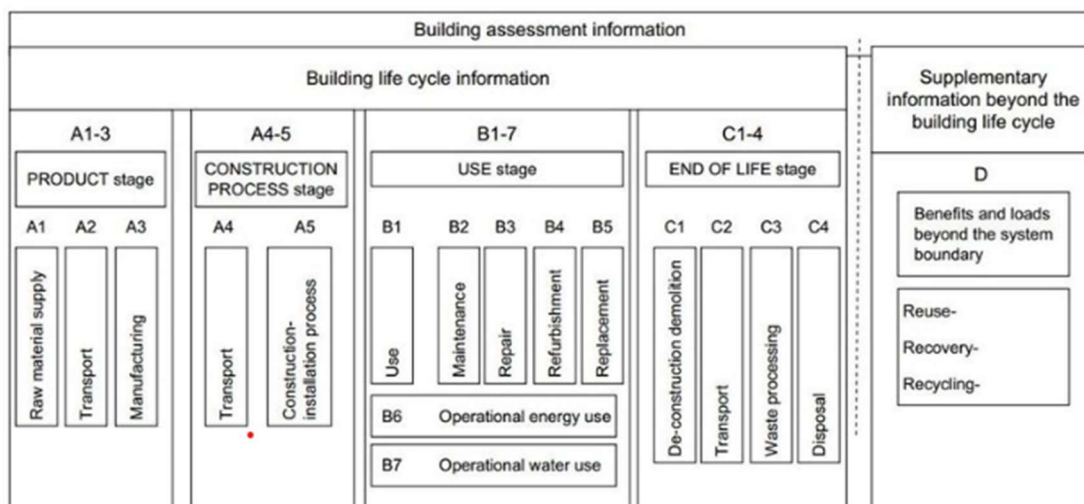 Building assessment information
Building life cycle information
Supplementary
information beyond the
building life cycle
A1-3
PRODUCT stage
A1
A2
A3
Raw material supply
Transport
Manufacturing
A4-5
CONSTRUCTION
PROCESS stage
A4
A5
Transport
Construction-
installation process
B1-7
USE stage
B1
B2
B3
B4
B5
Use
Maintenance
Repair
Refurbishment
Replacement
B6 Operational energy use
B7 Operational water use
C1-4
END OF LIFE stage
C1
C2
C3
C4
De-construction demolition
Transport
Waste processing
Disposal
D
Benefits and loads
beyond the system
boundary
Reuse-
Recovery-
Recycling-